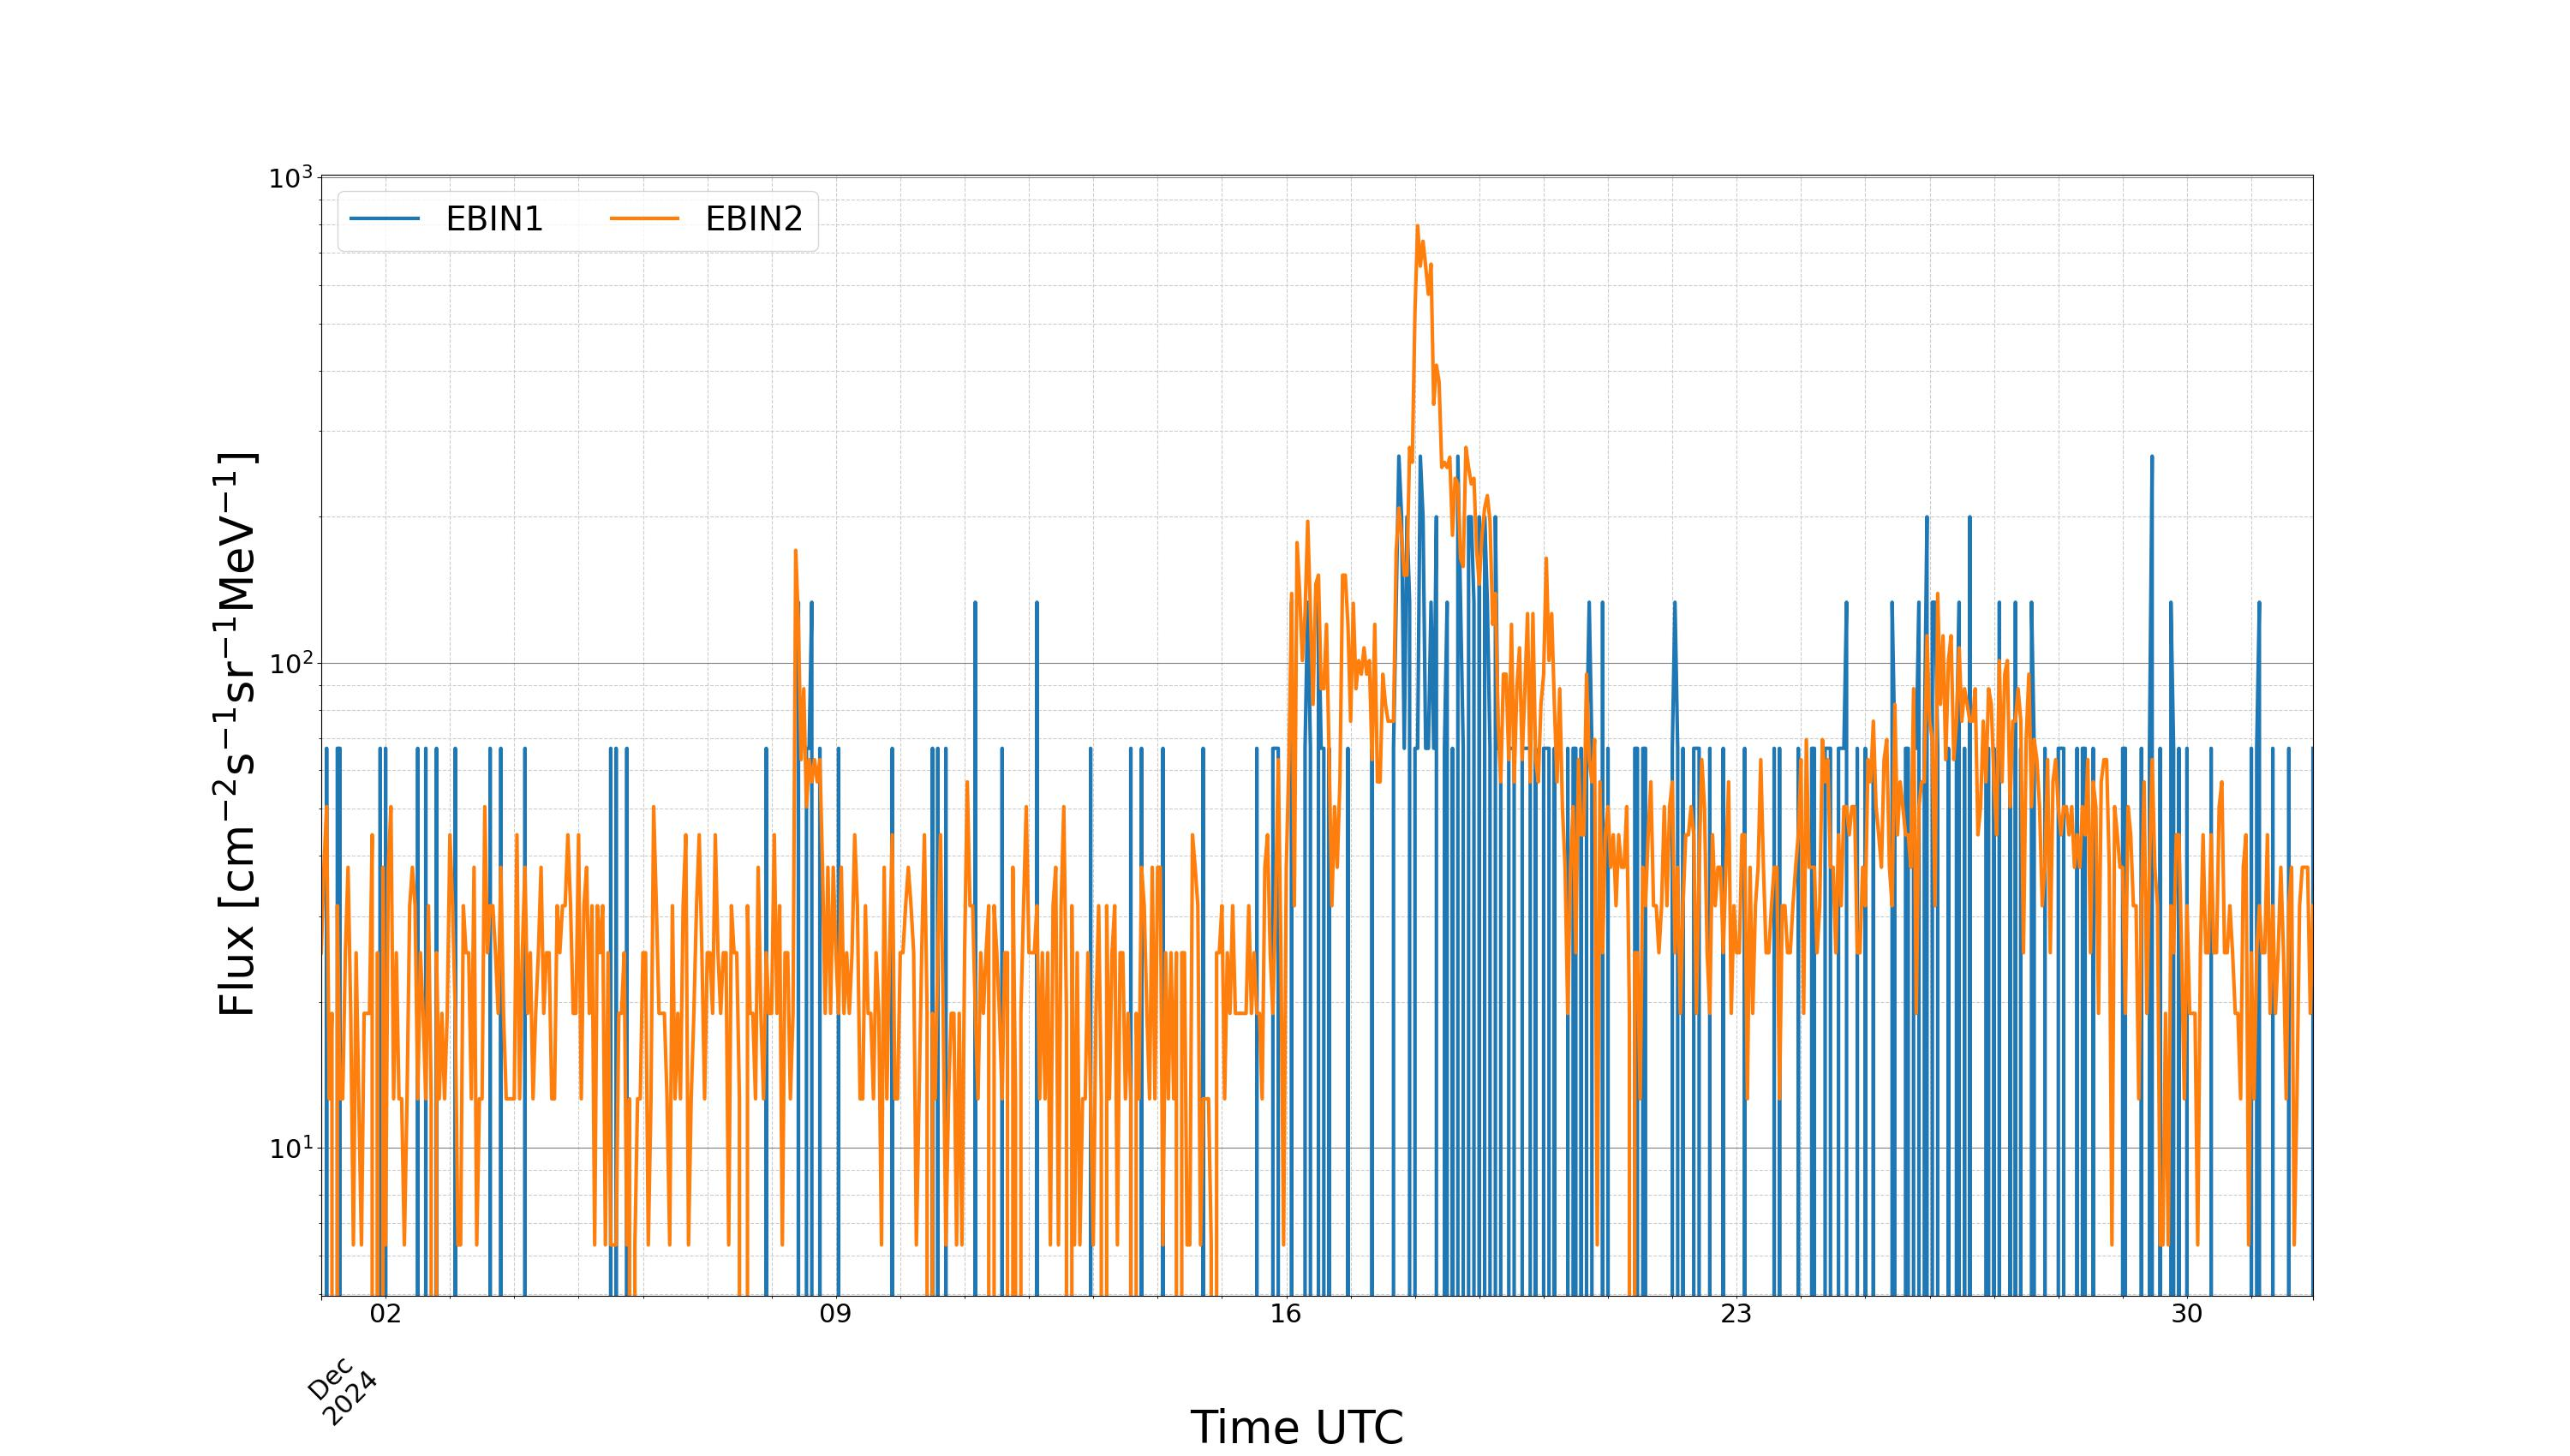 EBIN1 EBIN2
10³
10²
10¹
Flux [cm⁻²s⁻¹sr⁻¹MeV⁻¹]
02 09 16 23 30
Dec
2024
Time UTC